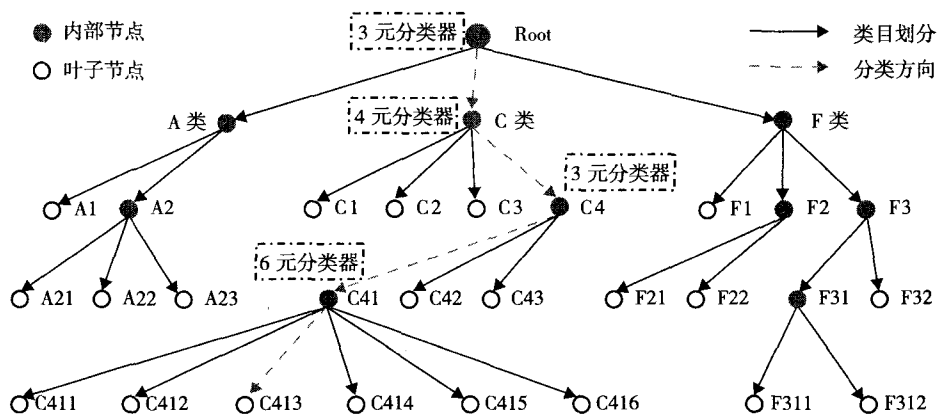 内部节点
叶子节点
3 元分类器
Root
类目划分
分类方向
A 类
4 元分类器
C 类
F 类
3 元分类器
A1
A2
C1
C2
C3
C4
F1
F2
F3
6 元分类器
A21
A22
A23
C41
C42
C43
F21
F22
F31
F32
C411
C412
C413
C414
C415
C416
F311
F312